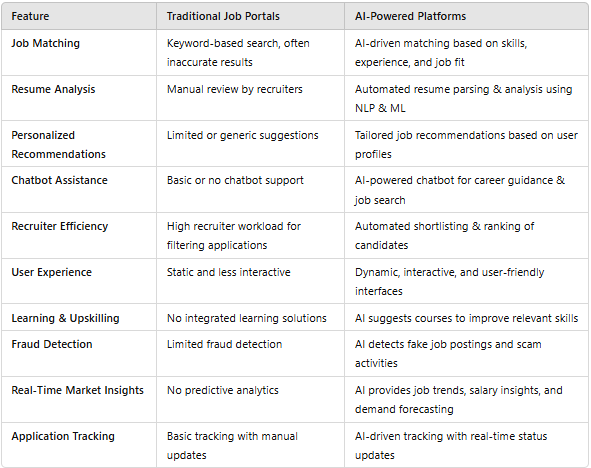 Feature Traditional Job Portals AI-Powered Platforms
Job Matching Keyword-based search, often AI-driven matching based on skills,
inaccurate results experience, and job fit
Resume Analysis Manual review by recruiters Automated resume parsing & analysis using
NLP & ML
Personalized Limited or generic suggestions Tailored job recommendations based on user
Recommendations profiles
Chatbot Assistance Basic or no chatbot support AI-powered chatbot for career guidance &
job search
Recruiter Efficiency High recruiter workload for Automated shortlisting & ranking of
filtering applications candidates
User Experience Static and less interactive Dynamic, interactive, and user-friendly
interfaces
Learning & Upskilling No integrated learning solutions AI suggests courses to improve relevant skills
Fraud Detection Limited fraud detection AI detects fake job postings and scam
activities
Real-Time Market Insights No predictive analytics AI provides job trends, salary insights, and
demand forecasting
Application Tracking Basic tracking with manual AI-driven tracking with real-time status
updates updates